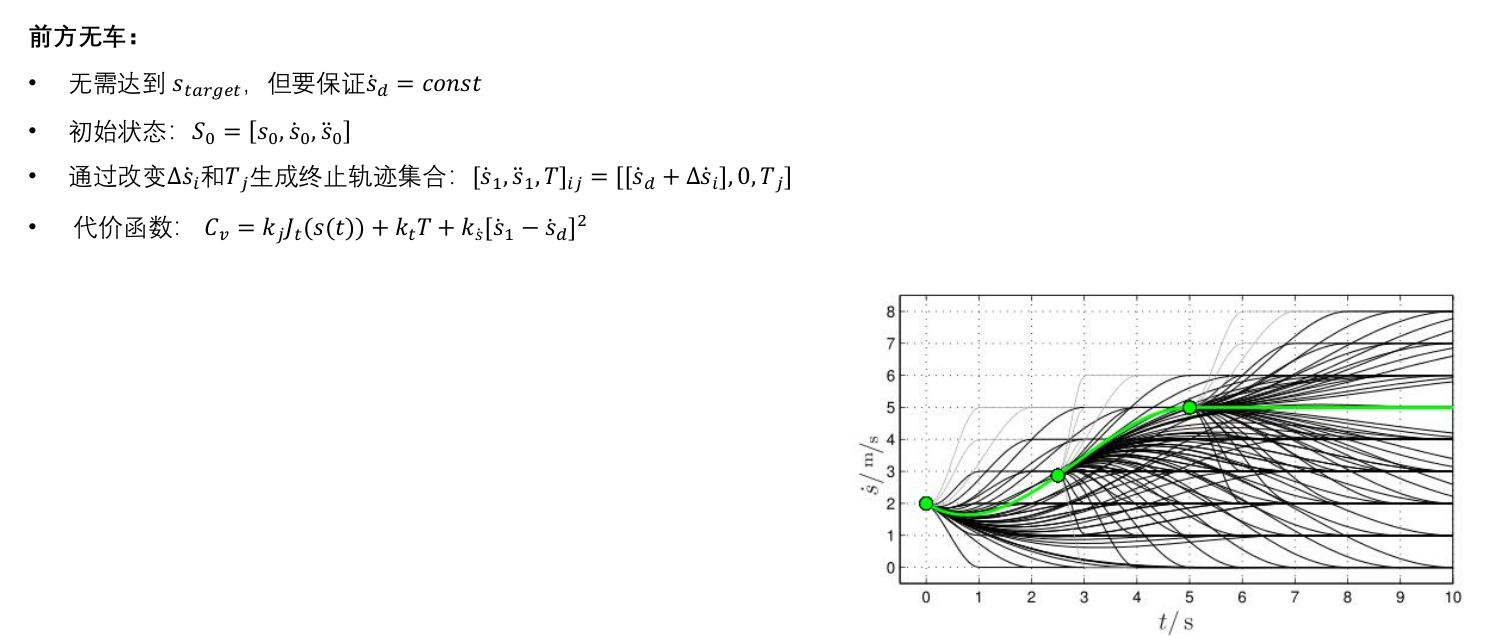 前方无车：
• 无需达到 $s_{target}$，但要保证$\dot{s}_d = const$
• 初始状态：$S_0 = [s_0, \dot{s}_0, \ddot{s}_0]$
• 通过改变$\Delta\dot{s}_i$和$T_j$生成终止轨迹集合：$[\dot{s}_1, \ddot{s}_1, T]_{ij} = [[\dot{s}_d + \Delta\dot{s}_i], 0, T_j]$
• 代价函数： $C_v = k_j J_t(s(t)) + k_t T + k_{\dot{s}}[\dot{s}_1 - \dot{s}_d]^2$
8
7
6
5
4
3
2
1
0
$\dot{s}$/ m/s
0 1 2 3 4 5 6 7 8 9 10
t/ s